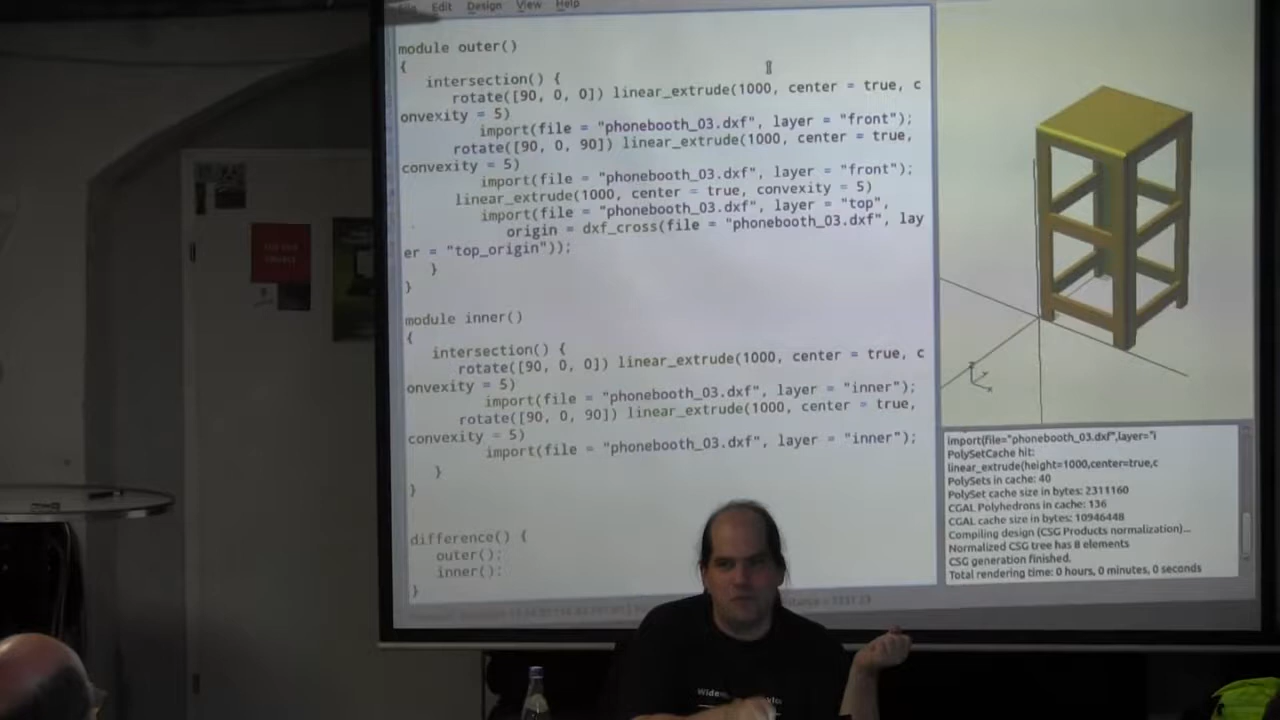 Edit Design View Help
module outer()
{
intersection() {
rotate([90, 0, 0]) linear_extrude(1000, center = true, c
onvexity = 5)
import(file = "phonebooth_03.dxf", layer = "front");
rotate([90, 0, 90]) linear_extrude(1000, center = true,
convexity = 5)
import(file = "phonebooth_03.dxf", layer = "front");
linear_extrude(1000, center = true, convexity = 5)
import(file = "phonebooth_03.dxf", layer = "top",
origin = dxf_cross(file = "phonebooth_03.dxf", lay
er = "top_origin"));
}
}
module inner()
{
intersection() {
rotate([90, 0, 0]) linear_extrude(1000, center = true, c
onvexity = 5)
import(file = "phonebooth_03.dxf", layer = "inner");
rotate([90, 0, 90]) linear_extrude(1000, center = true,
convexity = 5)
import(file = "phonebooth_03.dxf", layer = "inner");
}
}
difference() {
outer();
inner();
}
import(file="phonebooth_03.dxf",layer="i
PolySetCache hit:
linear_extrude(height=1000,center=true,c
PolySets in cache: 40
PolySet cache size in bytes: 2311160
CGAL Polyhedrons in cache: 136
CGAL cache size in bytes: 10946448
Compiling design (CSG Products normalization)...
Normalized CSG tree has 8 elements
CSG generation finished.
Total rendering time: 0 hours, 0 minutes, 0 seconds